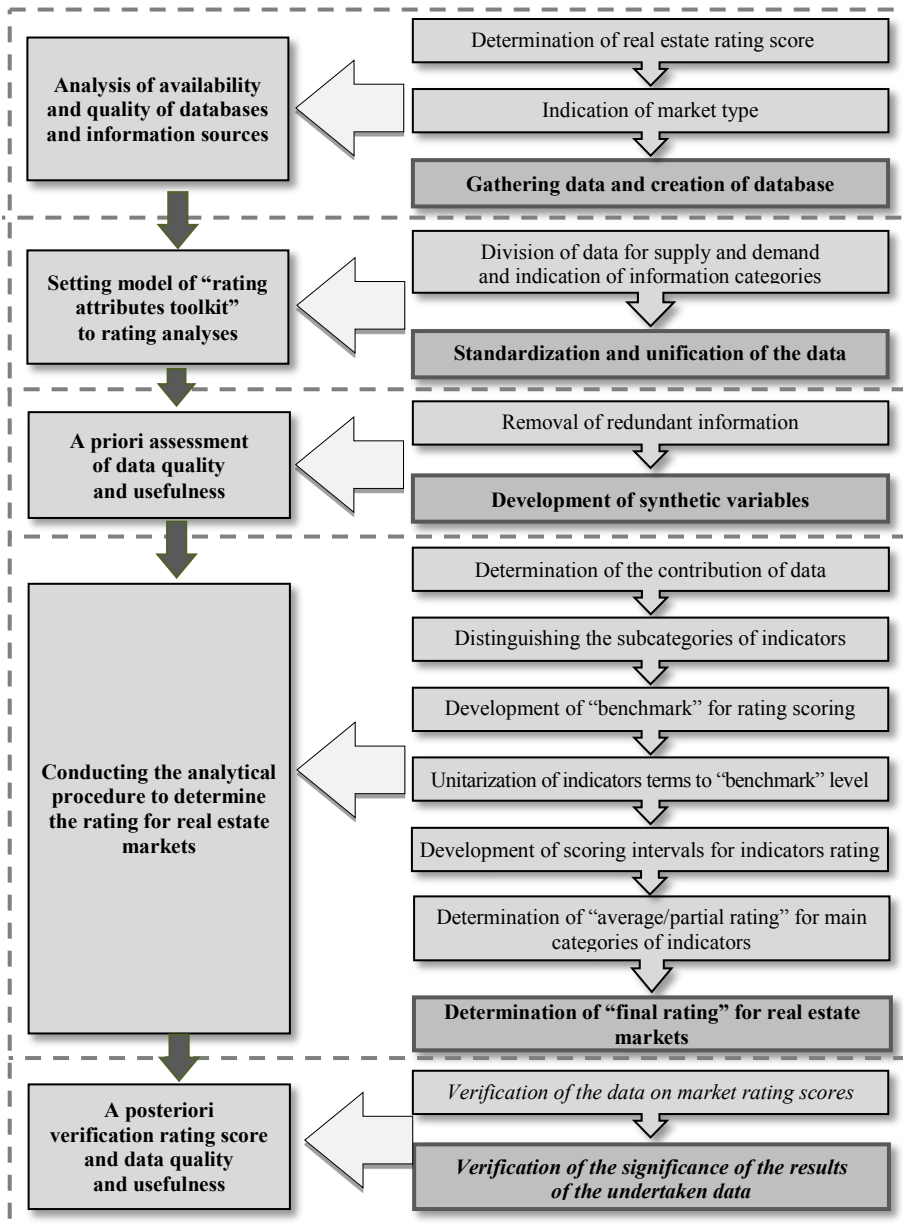 Analysis of availability
and quality of databases
and information sources
Determination of real estate rating score
Indication of market type
Gathering data and creation of database
Setting model of “rating
attributes toolkit”
to rating analyses
Division of data for supply and demand
and indication of information categories
Standardization and unification of the data
A priori assessment
of data quality
and usefulness
Removal of redundant information
Development of synthetic variables
Conducting the analytical
procedure to determine
the rating for real estate
markets
Determination of the contribution of data
Distinguishing the subcategories of indicators
Development of “benchmark” for rating scoring
Unitarization of indicators terms to “benchmark” level
Development of scoring intervals for indicators rating
Determination of “average/partial rating” for main
categories of indicators
Determination of “final rating” for real estate
markets
A posteriori
verification rating score
and data quality
and usefulness
Verification of the data on market rating scores
Verification of the significance of the results
of the undertaken data